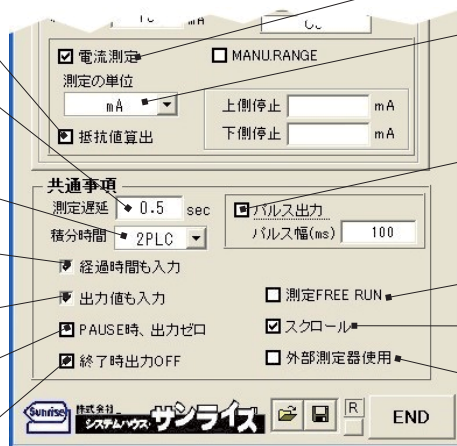 mA
☑ 電流測定 □ MANU.RANGE
測定の単位
mA
上側停止 mA
抵抗値算出 下側停止 mA
共通事項
測定遅延 0.5 sec パルス出力
積分時間 2PLC パルス幅(ms) 100
経過時間も入力
出力値も入力 □ 測定FREE RUN
PAUSE時、出力ゼロ ☑ スクロール
終了時出力OFF □ 外部測定器使用
Sunrise 株式会社 システムハウス サンライズ R END